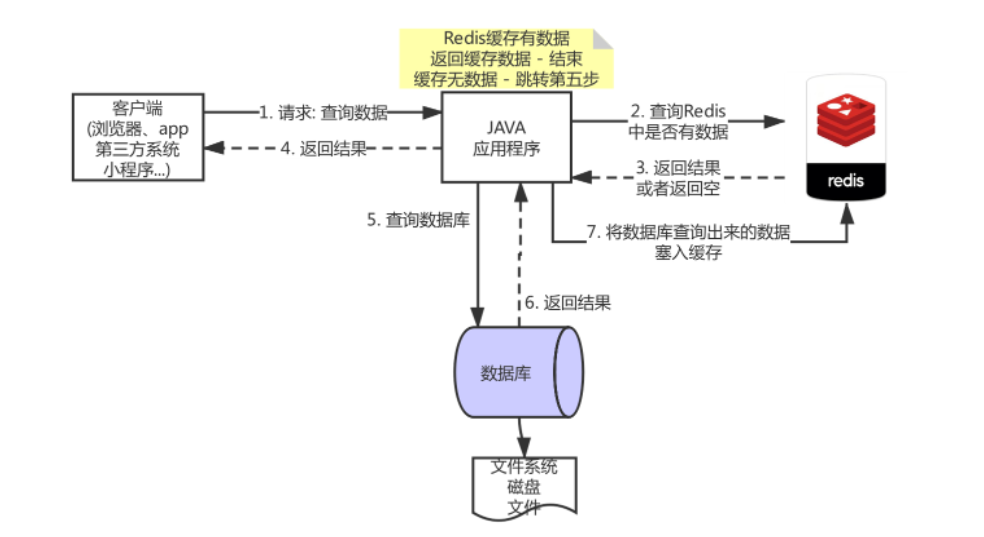 Redis缓存有数据
返回缓存数据 - 结束
缓存无数据 - 跳转第五步
客户端
(浏览器、app
第三方系统
小程序...)
1. 请求: 查询数据
4. 返回结果
JAVA
应用程序
2. 查询Redis
中是否有数据
3. 返回结果
或者返回空
redis
5. 查询数据库
7. 将数据库查询出来的数据
塞入缓存
6. 返回结果
数据库
文件系统
磁盘
文件